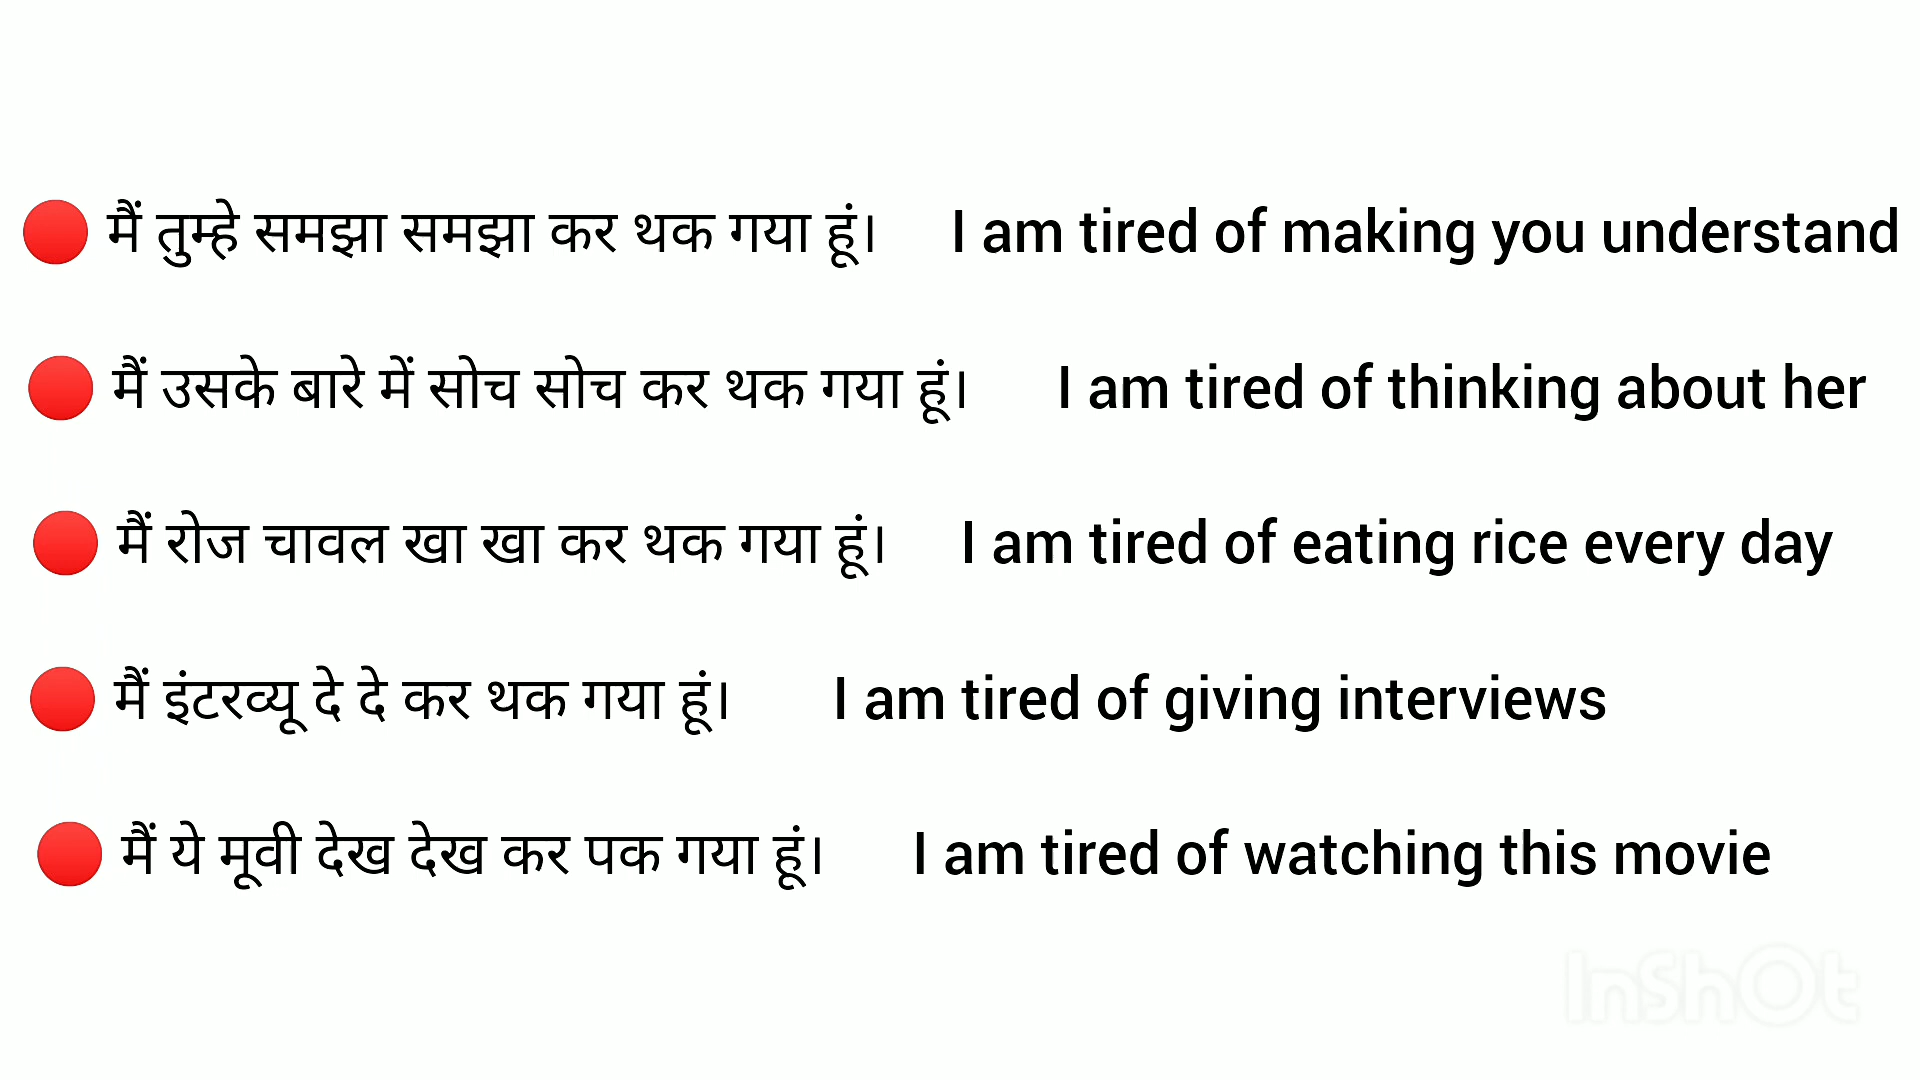 मैं तुम्हे समझा समझा कर थक गया हूं। I am tired of making you understand
मैं उसके बारे में सोच सोच कर थक गया हूं। I am tired of thinking about her
मैं रोज चावल खा खा कर थक गया हूं। I am tired of eating rice every day
मैं इंटरव्यू दे दे कर थक गया हूं। I am tired of giving interviews
मैं ये मूवी देख देख कर पक गया हूं। I am tired of watching this movie
InShOt